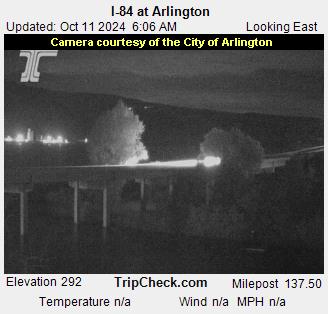 I-84 at Arlington
Updated: Oct 11 2024 6:06 AM Looking East
Camera courtesy of the City of Arlington
Elevation 292 TripCheck.com Milepost 137.50
Temperature n/a Wind n/a MPH n/a